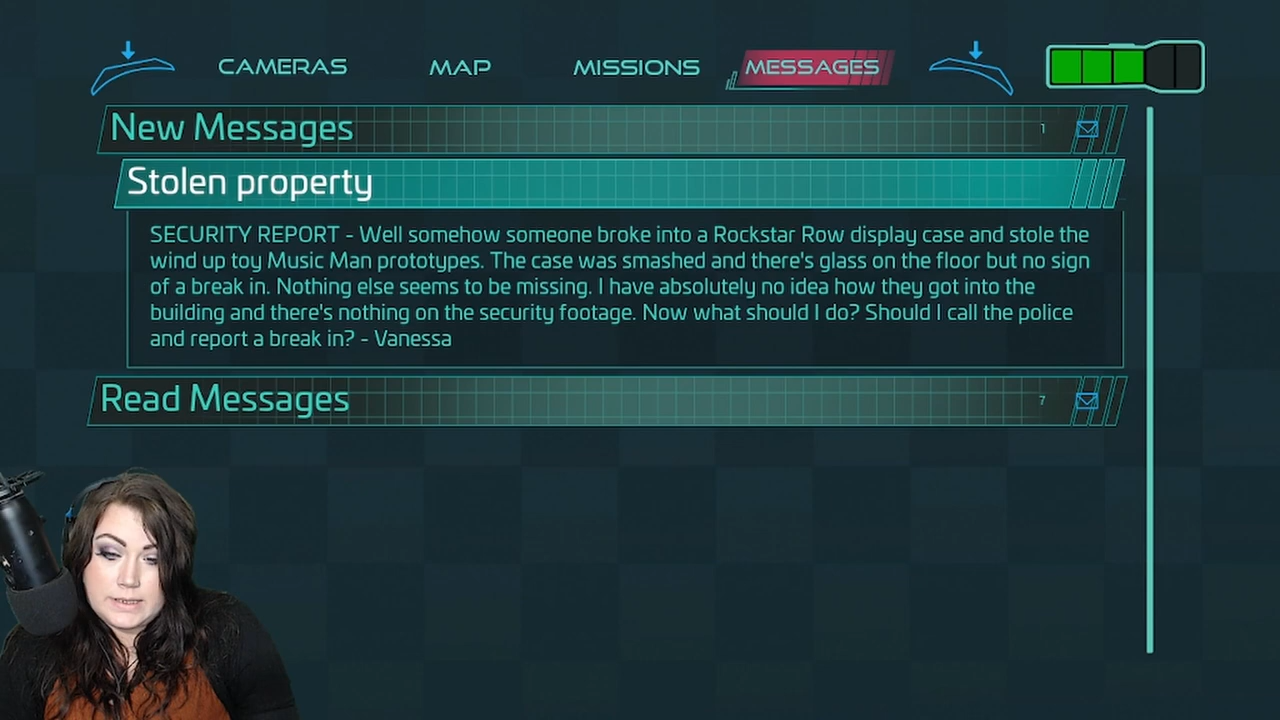 CAMERAS MAP MISSIONS MESSAGES
New Messages 1
Stolen property
SECURITY REPORT - Well somehow someone broke into a Rockstar Row display case and stole the
wind up toy Music Man prototypes. The case was smashed and there's glass on the floor but no sign
of a break in. Nothing else seems to be missing. I have absolutely no idea how they got into the
building and there's nothing on the security footage. Now what should I do? Should I call the police
and report a break in? - Vanessa
Read Messages 7